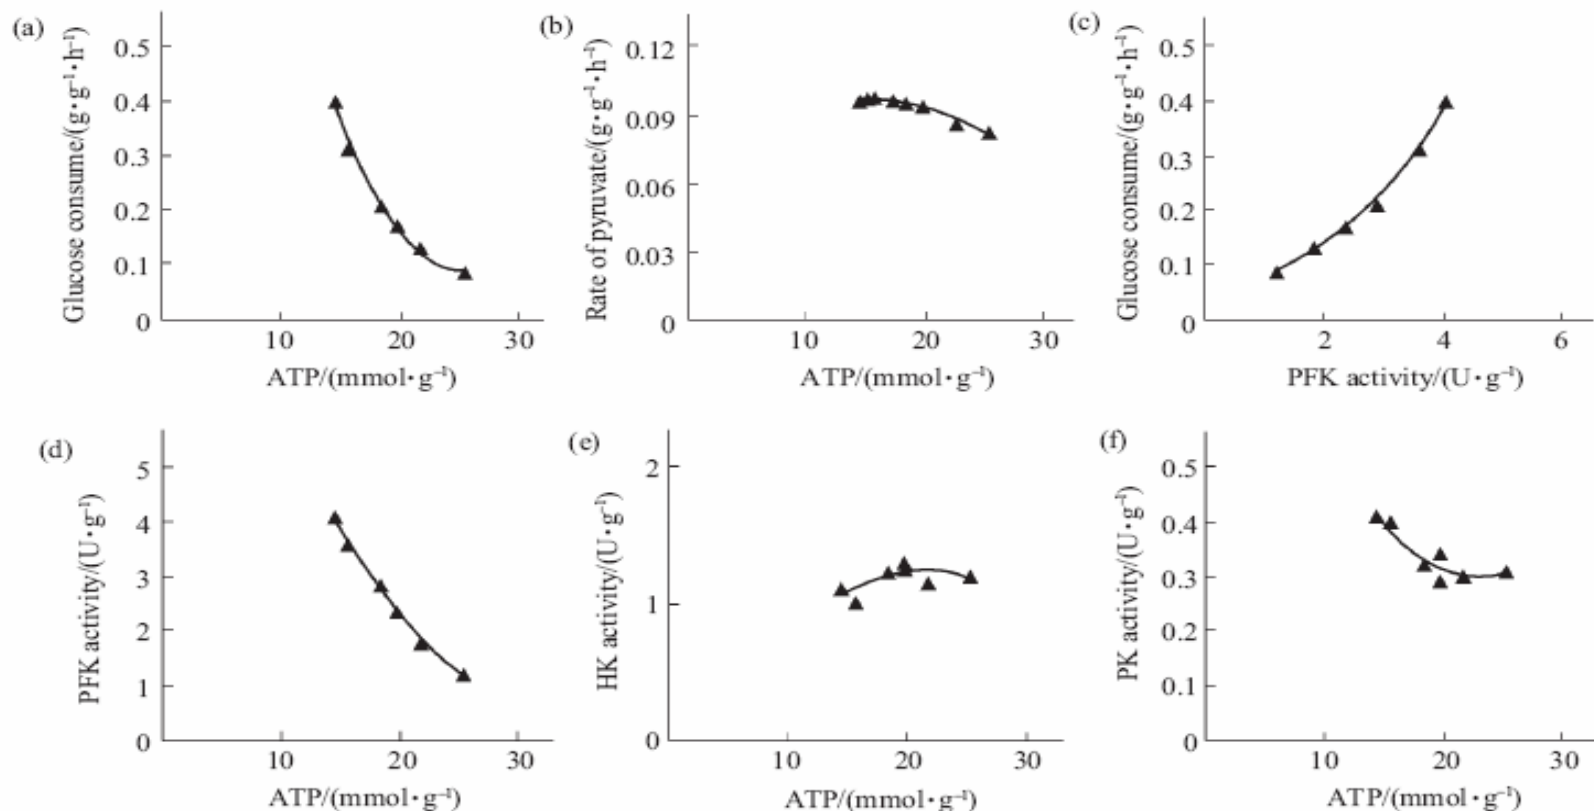 (a)
Glucose consume/(g·g⁻¹·h⁻¹)
0.5
0.4
0.3
0.2
0.1
0
10 20 30
ATP/(mmol·g⁻¹)
(b)
Rate of pyruvate/(g·g⁻¹·h⁻¹)
0.12
0.09
0.06
0.03
0
10 20 30
ATP/(mmol·g⁻¹)
(c)
Glucose consume/(g·g⁻¹·h⁻¹)
0.5
0.4
0.3
0.2
0.1
0
2 4 6
PFK activity/(U·g⁻¹)
(d)
PFK activity/(U·g⁻¹)
5
4
3
2
1
0
10 20 30
ATP/(mmol·g⁻¹)
(e)
HK activity/(U·g⁻¹)
2
1
0
10 20 30
ATP/(mmol·g⁻¹)
(f)
PK activity/(U·g⁻¹)
0.5
0.4
0.3
0.2
0.1
0
10 20 30
ATP/(mmol·g⁻¹)